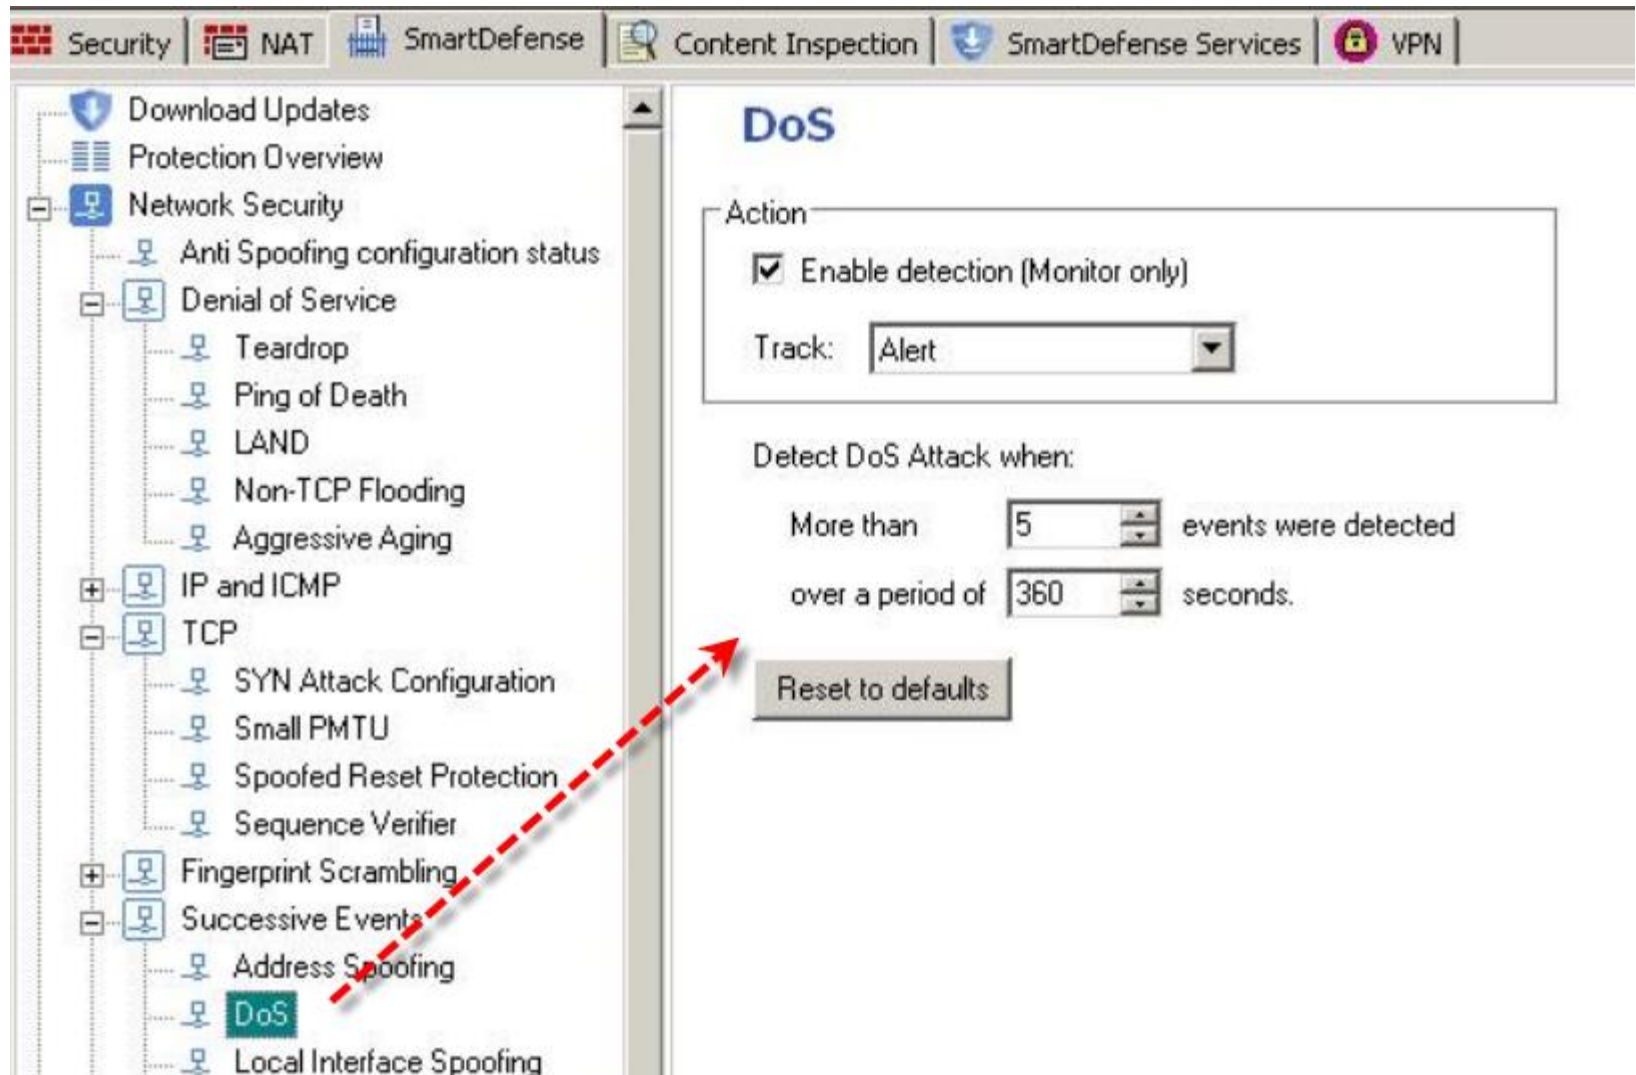 Security NAT SmartDefense Content Inspection SmartDefense Services VPN
Download Updates
Protection Overview
Network Security
Anti Spoofing configuration status
Denial of Service
Teardrop
Ping of Death
LAND
Non-TCP Flooding
Aggressive Aging
IP and ICMP
TCP
SYN Attack Configuration
Small PMTU
Spoofed Reset Protection
Sequence Verifier
Fingerprint Scrambling
Successive Events
Address Spoofing
DoS
Local Interface Spoofing
DoS
Action
Enable detection (Monitor only)
Track: Alert
Detect DoS Attack when:
More than 5 events were detected
over a period of 360 seconds.
Reset to defaults